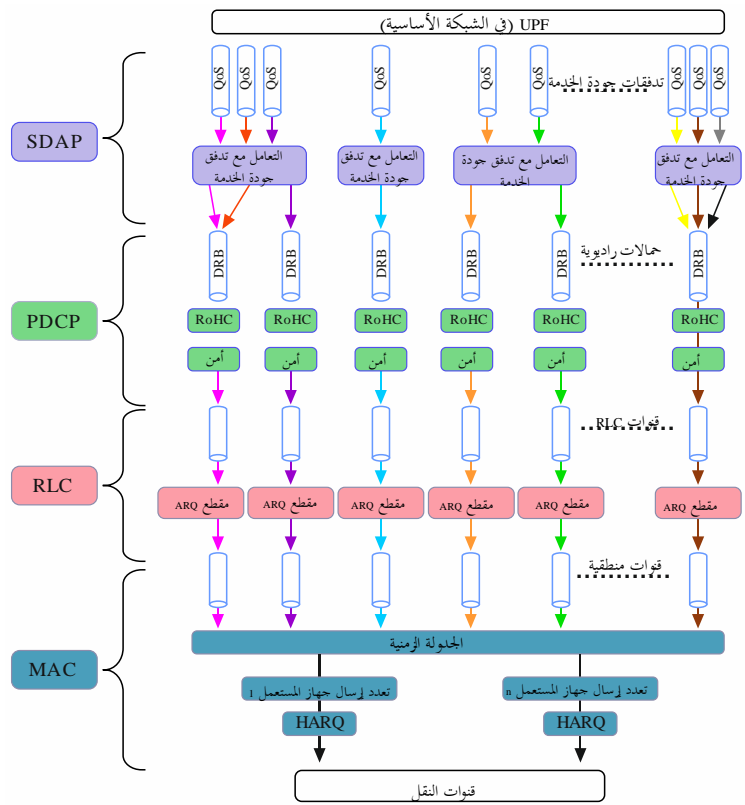 UPF (في الشبكة الأساسية)
QoS QoS QoS QoS QoS QoS QoS QoS QoS
تدفقات جودة الخدمة
SDAP
التعامل مع تدفق
جودة الخدمة
التعامل مع تدفق
جودة الخدمة
التعامل مع تدفق جودة
الخدمة
التعامل مع تدفق
جودة الخدمة
DRB DRB DRB DRB DRB DRB
حمالات راديوية
PDCP
RoHC RoHC RoHC RoHC RoHC RoHC
أمن أمن أمن أمن أمن أمن
قنوات RLC
RLC
مقطع ARQ
مقطع ARQ
مقطع ARQ
مقطع ARQ
مقطع ARQ
مقطع ARQ
قنوات منطقية
الجدولة الزمنية
MAC
تعدد إرسال جهاز المستعمل 1
تعدد إرسال جهاز المستعمل n
HARQ HARQ
قنوات النقل